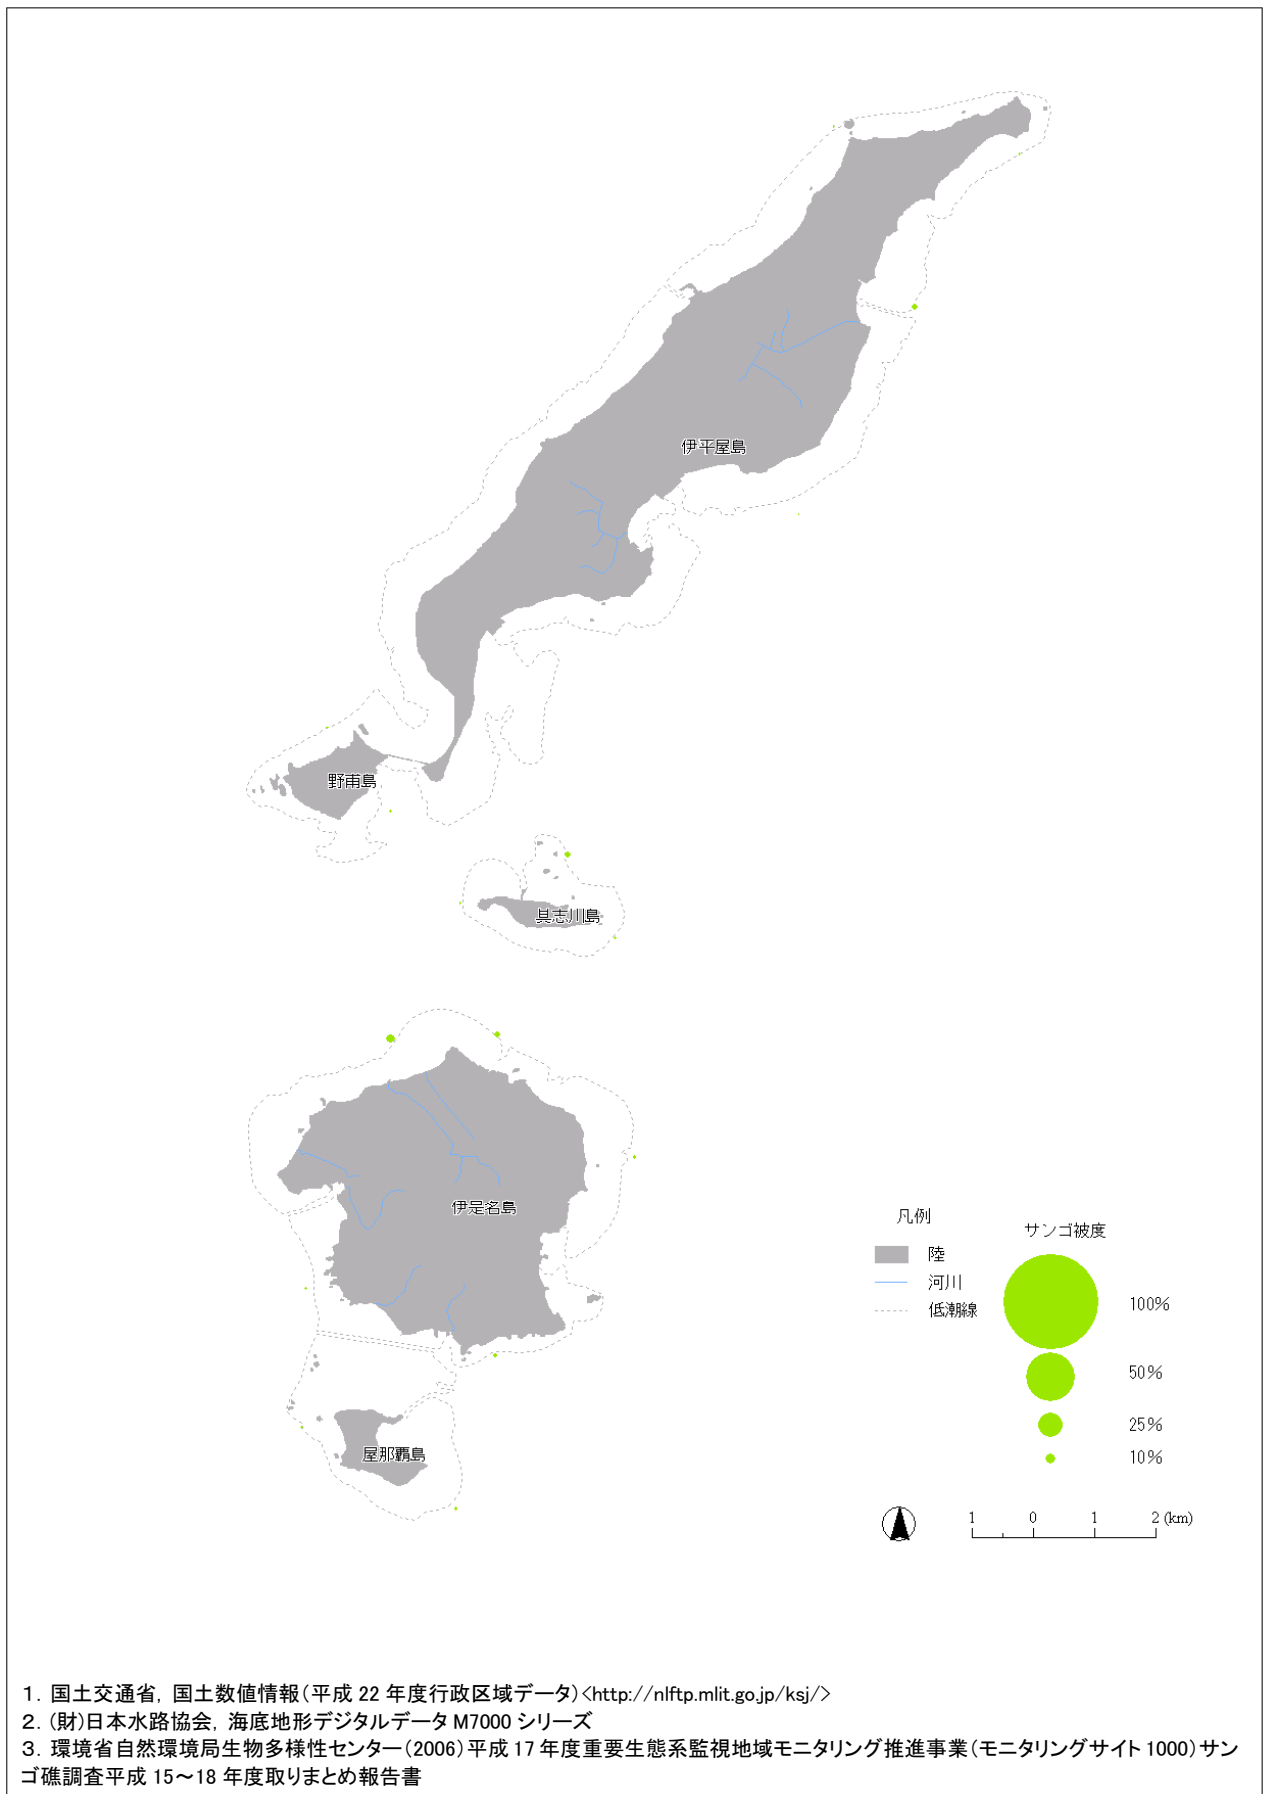 伊平屋島
野甫島
具志川島
伊是名島
屋那覇島
凡例
陸
河川
低潮線
サンゴ被度
100%
50%
25%
10%
1 0 1 2 (km)
1. 国土交通省, 国土数値情報(平成 22 年度行政区域データ)<http://nlftp.mlit.go.jp/ksj/>
2. (財)日本水路協会, 海底地形デジタルデータ M7000 シリーズ
3. 環境省自然環境局生物多様性センター(2006)平成 17 年度重要生態系監視地域モニタリング推進事業(モニタリングサイト 1000)サン
ゴ礁調査平成 15～18 年度取りまとめ報告書